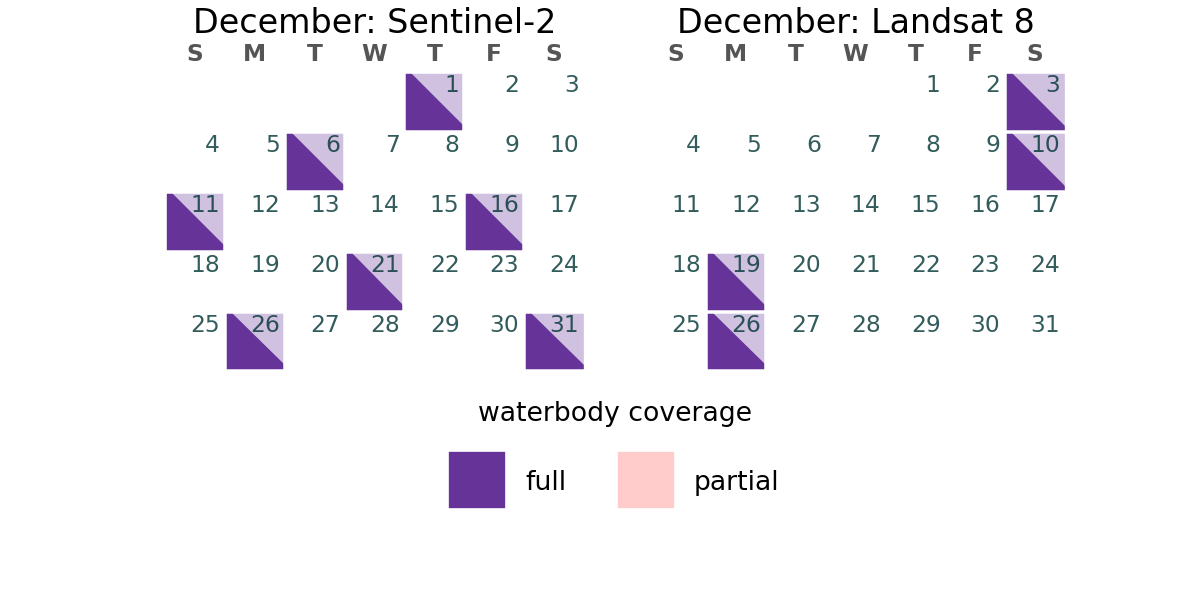 December: Sentinel-2
S M T W T F S
1 2 3
4 5 6 7 8 9 10
11 12 13 14 15 16 17
18 19 20 21 22 23 24
25 26 27 28 29 30 31
December: Landsat 8
S M T W T F S
1 2 3
4 5 6 7 8 9 10
11 12 13 14 15 16 17
18 19 20 21 22 23 24
25 26 27 28 29 30 31
waterbody coverage
full partial